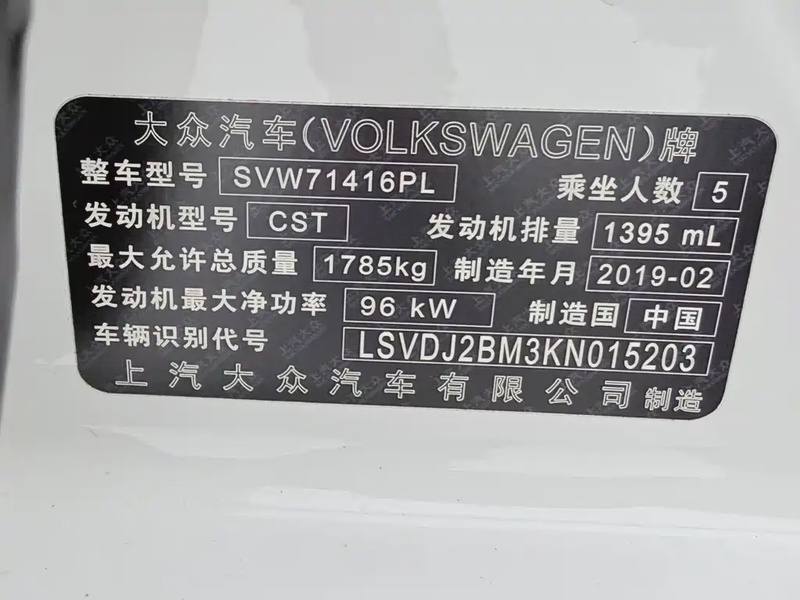 大众汽车(VOLKSWAGEN)牌
整车型号 SVW71416PL 乘坐人数 5
发动机型号 CST 发动机排量 1395 mL
最大允许总质量 1785kg 制造年月 2019-02
发动机最大净功率 96 kW 制造国 中国
车辆识别代号 LSVDJ2BM3KN015203
上汽大众汽车有限公司 制造